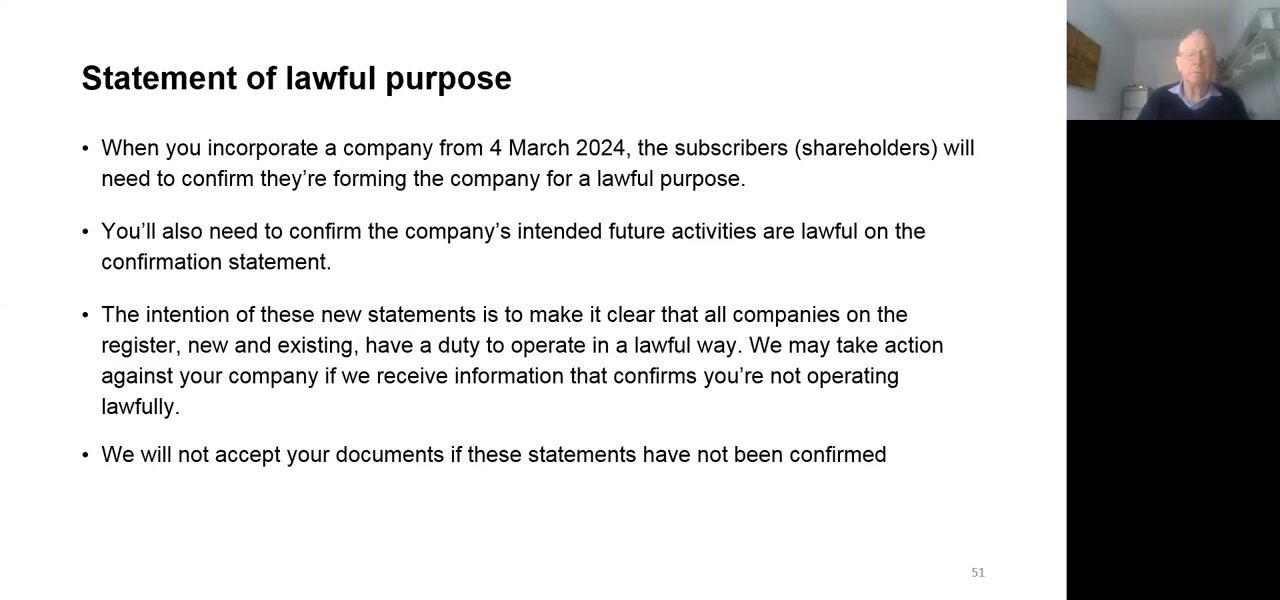 Statement of lawful purpose
• When you incorporate a company from 4 March 2024, the subscribers (shareholders) will
need to confirm they’re forming the company for a lawful purpose.
• You’ll also need to confirm the company’s intended future activities are lawful on the
confirmation statement.
• The intention of these new statements is to make it clear that all companies on the
register, new and existing, have a duty to operate in a lawful way. We may take action
against your company if we receive information that confirms you’re not operating
lawfully.
• We will not accept your documents if these statements have not been confirmed
51